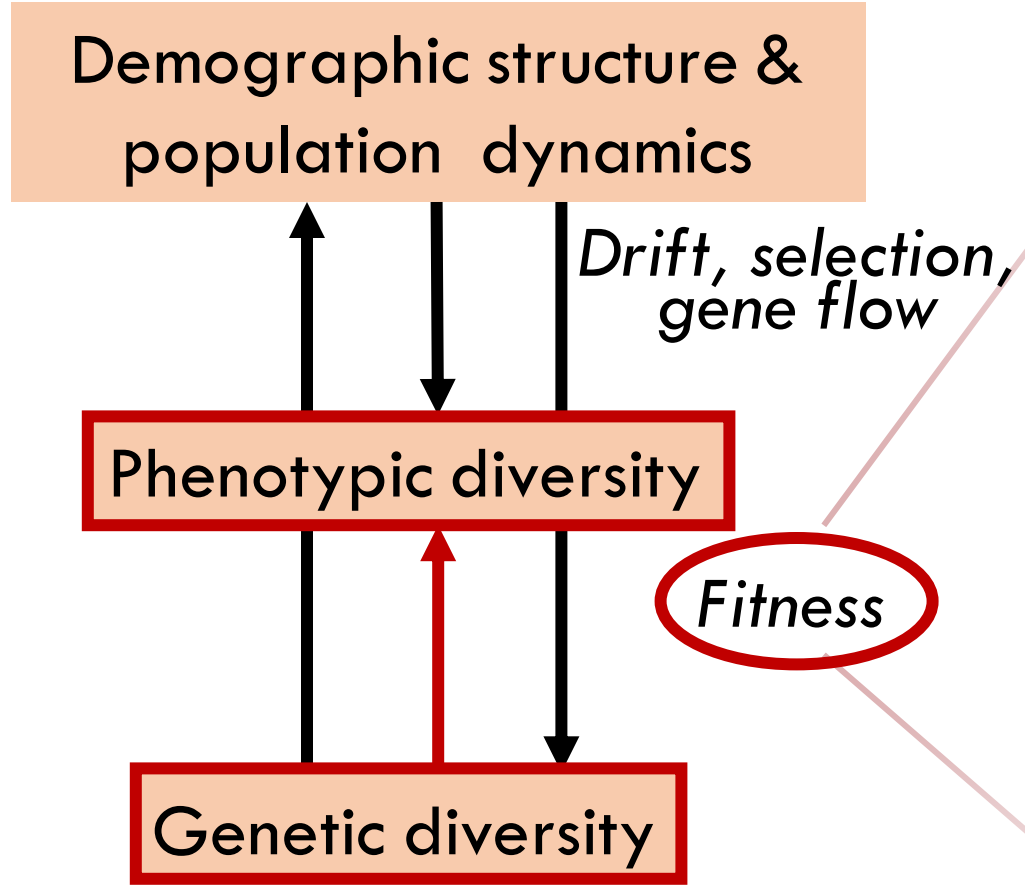 Demographic structure &
population dynamics
Drift, selection,
gene flow
Phenotypic diversity
Fitness
Genetic diversity